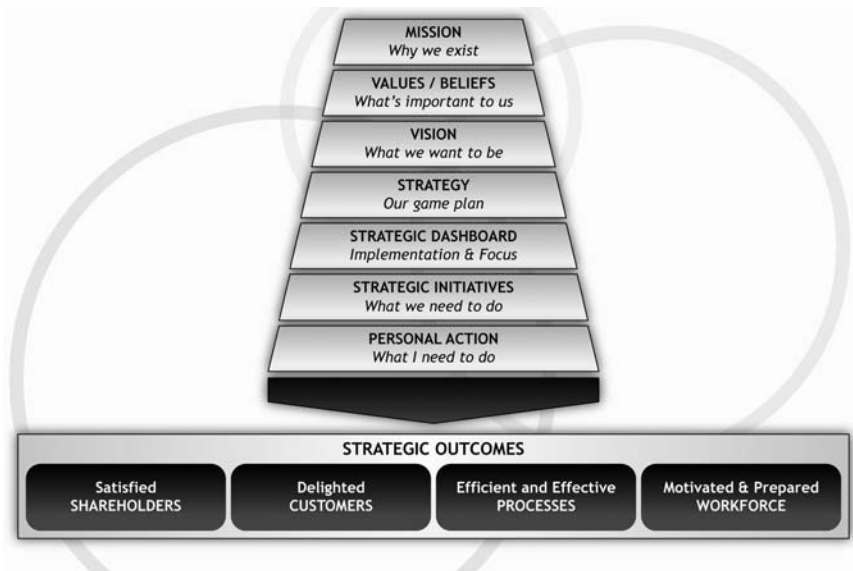 MISSION
Why we exist
VALUES / BELIEFS
What's important to us
VISION
What we want to be
STRATEGY
Our game plan
STRATEGIC DASHBOARD
Implementation & Focus
STRATEGIC INITIATIVES
What we need to do
PERSONAL ACTION
What I need to do
STRATEGIC OUTCOMES
Satisfied
SHAREHOLDERS
Delighted
CUSTOMERS
Efficient and Effective
PROCESSES
Motivated & Prepared
WORKFORCE